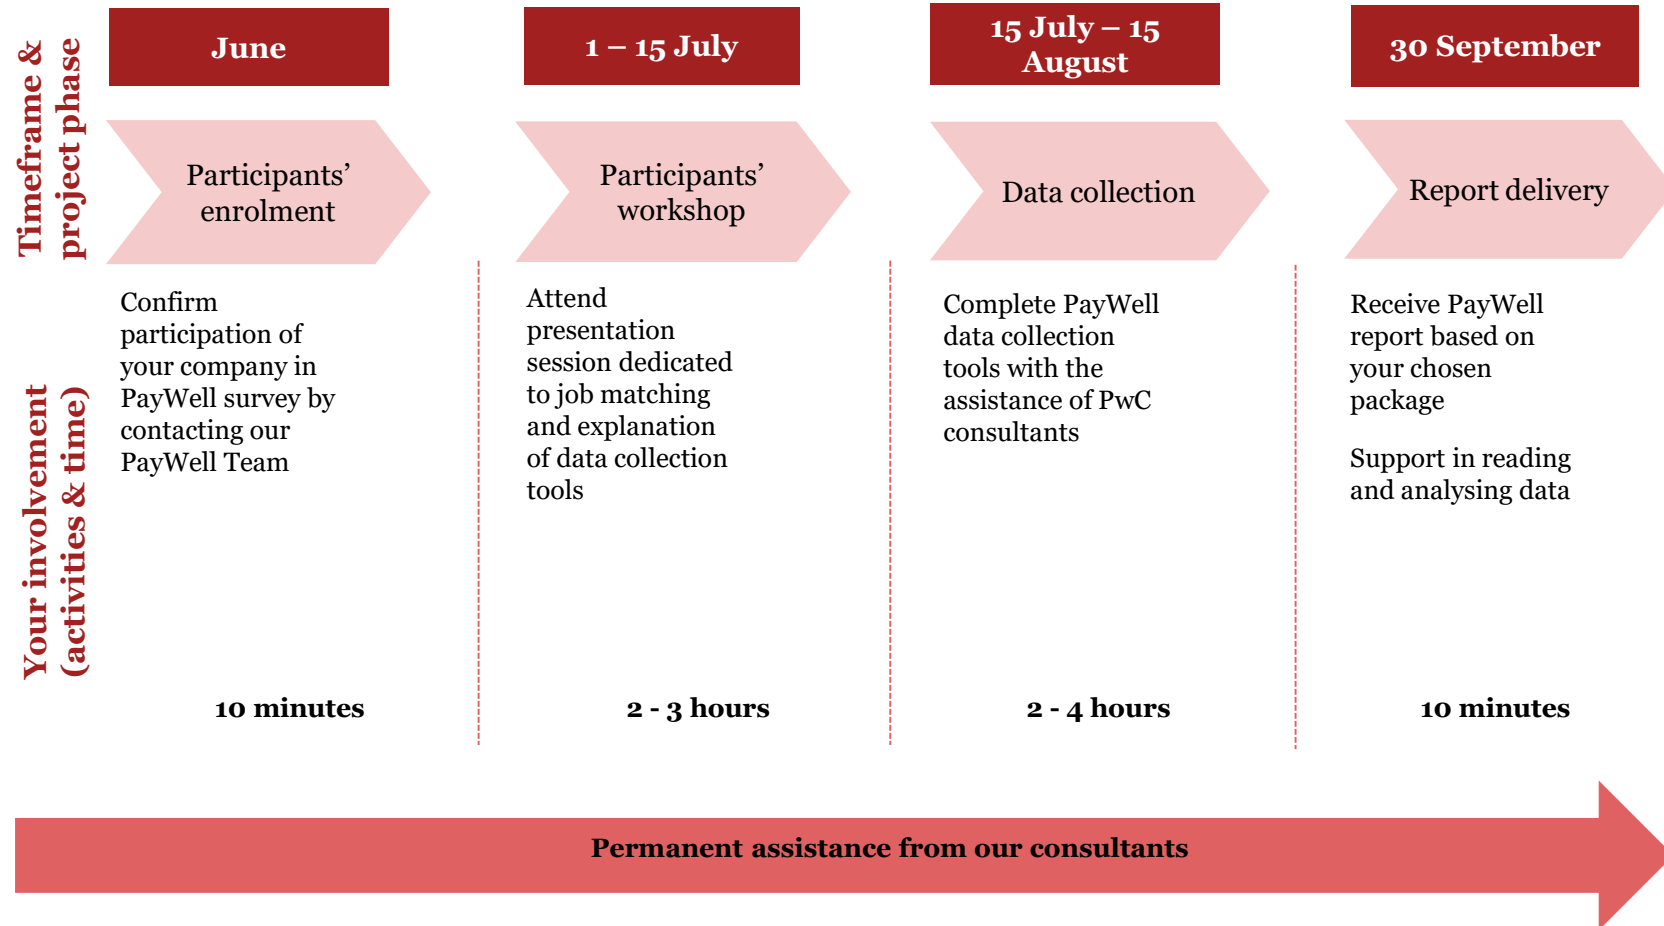 Timeframe &
project phase
June
1 – 15 July
15 July – 15
August
30 September
Participants’
enrolment
Participants’
workshop
Data collection
Report delivery
Your involvement
(activities & time)
Confirm
participation of
your company in
PayWell survey by
contacting our
PayWell Team
Attend
presentation
session dedicated
to job matching
and explanation
of data collection
tools
Complete PayWell
data collection
tools with the
assistance of PwC
consultants
Receive PayWell
report based on
your chosen
package
Support in reading
and analysing data
10 minutes
2 - 3 hours
2 - 4 hours
10 minutes
Permanent assistance from our consultants